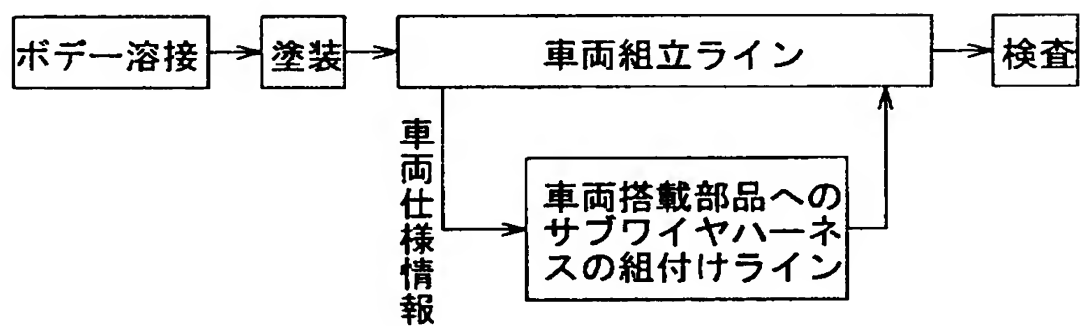 ボデー溶接
塗装
車両組立ライン
検査
車両仕様情報
車両搭載部品への
サブワイヤハーネ
スの組付けライン